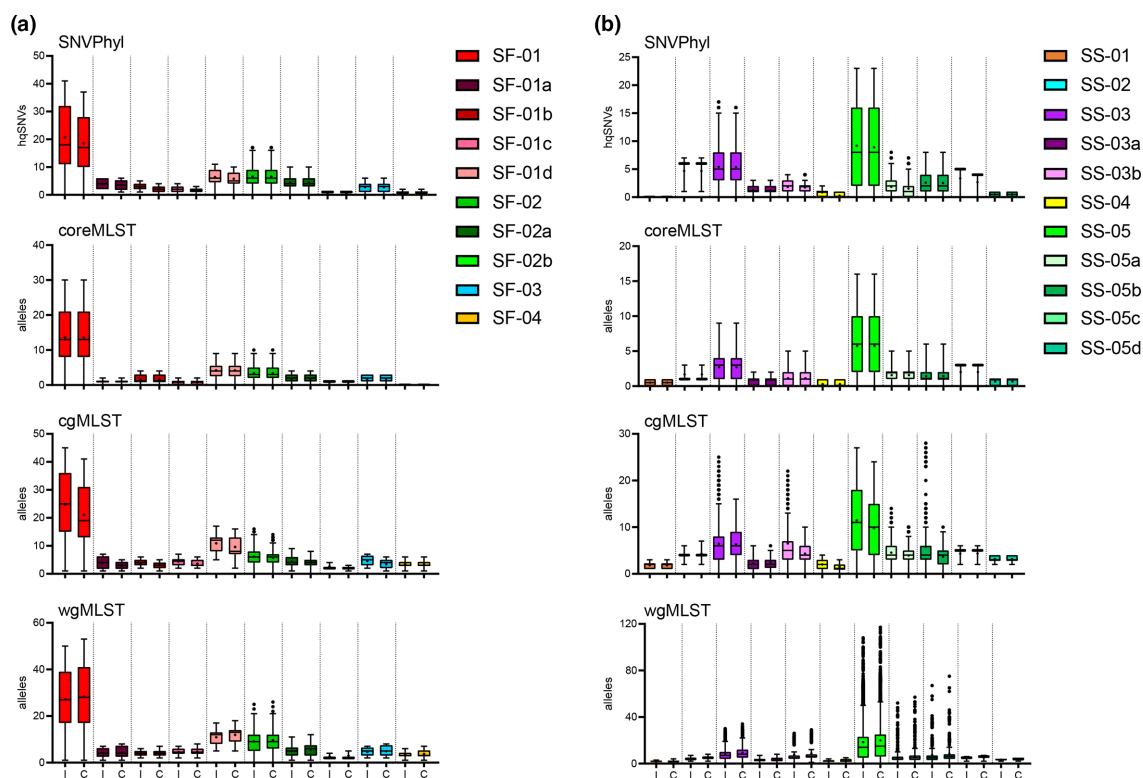 (a)
SNVPhyl
hqSNVs
50
40
30
20
10
0
coreMLST
alleles
40
30
20
10
0
cgMLST
alleles
50
40
30
20
10
0
wgMLST
alleles
60
40
20
0
I C I C I C I C I C I C I C I C I C I C
SF-01
SF-01a
SF-01b
SF-01c
SF-01d
SF-02
SF-02a
SF-02b
SF-03
SF-04
(b)
SNVPhyl
hqSNVs
25
20
15
10
5
0
coreMLST
alleles
20
15
10
5
0
cgMLST
alleles
30
20
10
0
wgMLST
alleles
120
80
40
0
I C I C I C I C I C I C I C I C I C I C I C
SS-01
SS-02
SS-03
SS-03a
SS-03b
SS-04
SS-05
SS-05a
SS-05b
SS-05c
SS-05d